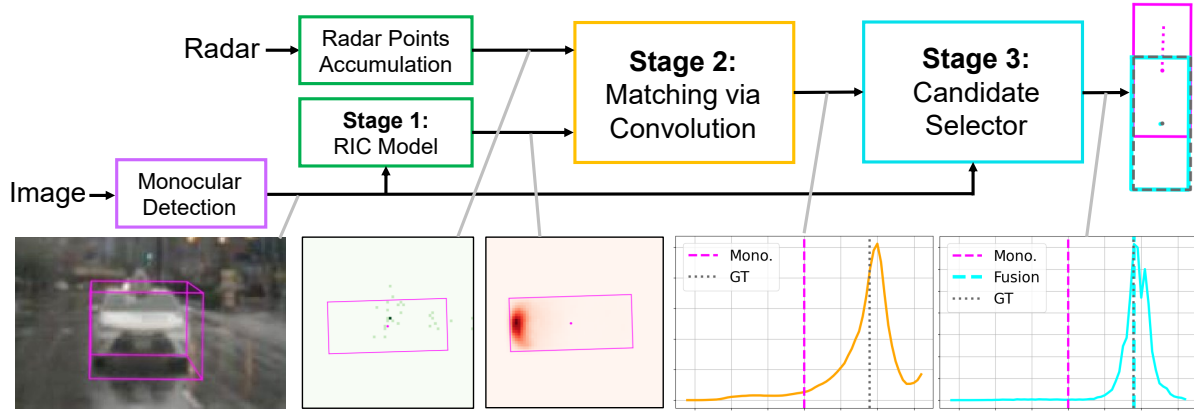 Radar
Radar Points
Accumulation
Stage 1:
RIC Model
Stage 2:
Matching via
Convolution
Stage 3:
Candidate
Selector
Image
Monocular
Detection
Mono.
GT
Mono.
Fusion
GT